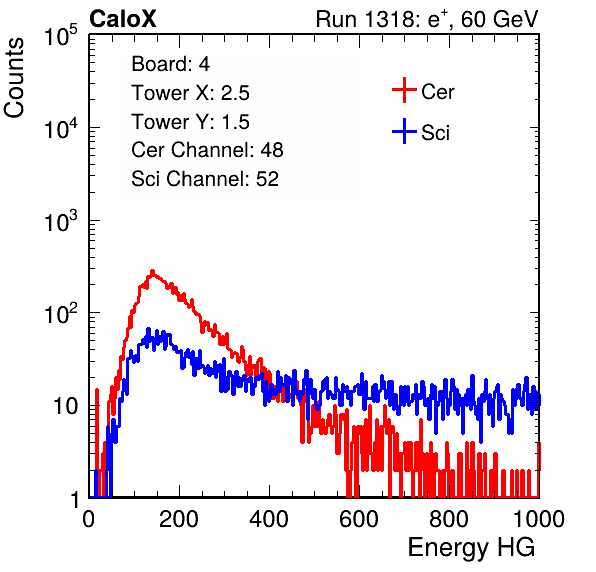 CaloX Run 1318: e⁺, 60 GeV
Counts
Board: 4
Tower X: 2.5
Tower Y: 1.5
Cer Channel: 48
Sci Channel: 52
Cer
Sci
10⁵
10⁴
10³
10²
10
1
0 200 400 600 800 1000
Energy HG